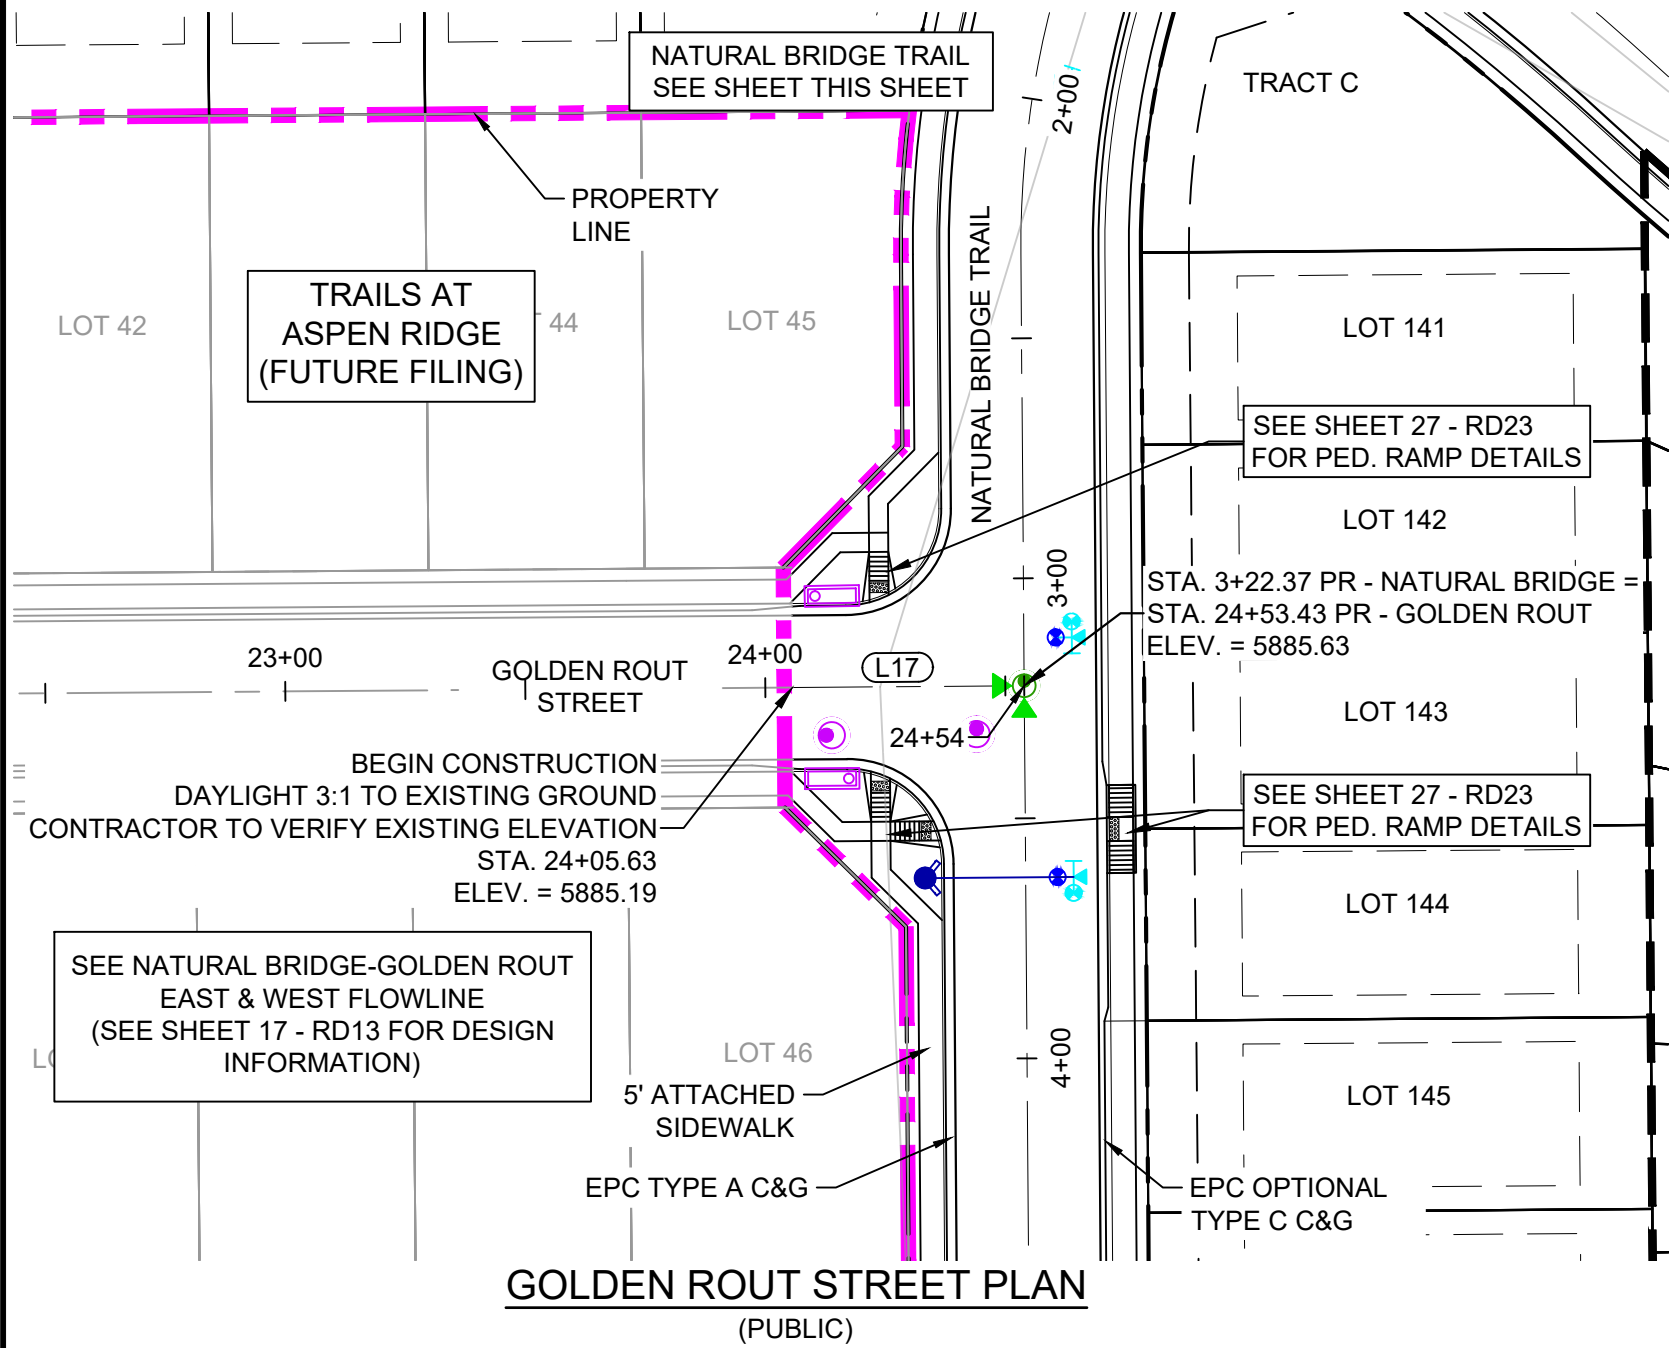 NATURAL BRIDGE TRAIL
SEE SHEET THIS SHEET
2+00
TRACT C
PROPERTY
LINE
NATURAL BRIDGE TRAIL
TRAILS AT
ASPEN RIDGE
(FUTURE FILING)
LOT 42
44
LOT 45
LOT 141
SEE SHEET 27 - RD23
FOR PED. RAMP DETAILS
LOT 142
3+00
STA. 3+22.37 PR - NATURAL BRIDGE =
STA. 24+53.43 PR - GOLDEN ROUT
ELEV. = 5885.63
23+00
GOLDEN ROUT
STREET
24+00
L17
24+54
LOT 143
BEGIN CONSTRUCTION
DAYLIGHT 3:1 TO EXISTING GROUND
CONTRACTOR TO VERIFY EXISTING ELEVATION
STA. 24+05.63
ELEV. = 5885.19
SEE SHEET 27 - RD23
FOR PED. RAMP DETAILS
LOT 144
SEE NATURAL BRIDGE-GOLDEN ROUT
EAST & WEST FLOWLINE
(SEE SHEET 17 - RD13 FOR DESIGN
INFORMATION)
LOT 46
4+00
5' ATTACHED
SIDEWALK
LOT 145
EPC TYPE A C&G
EPC OPTIONAL
TYPE C C&G
GOLDEN ROUT STREET PLAN
(PUBLIC)